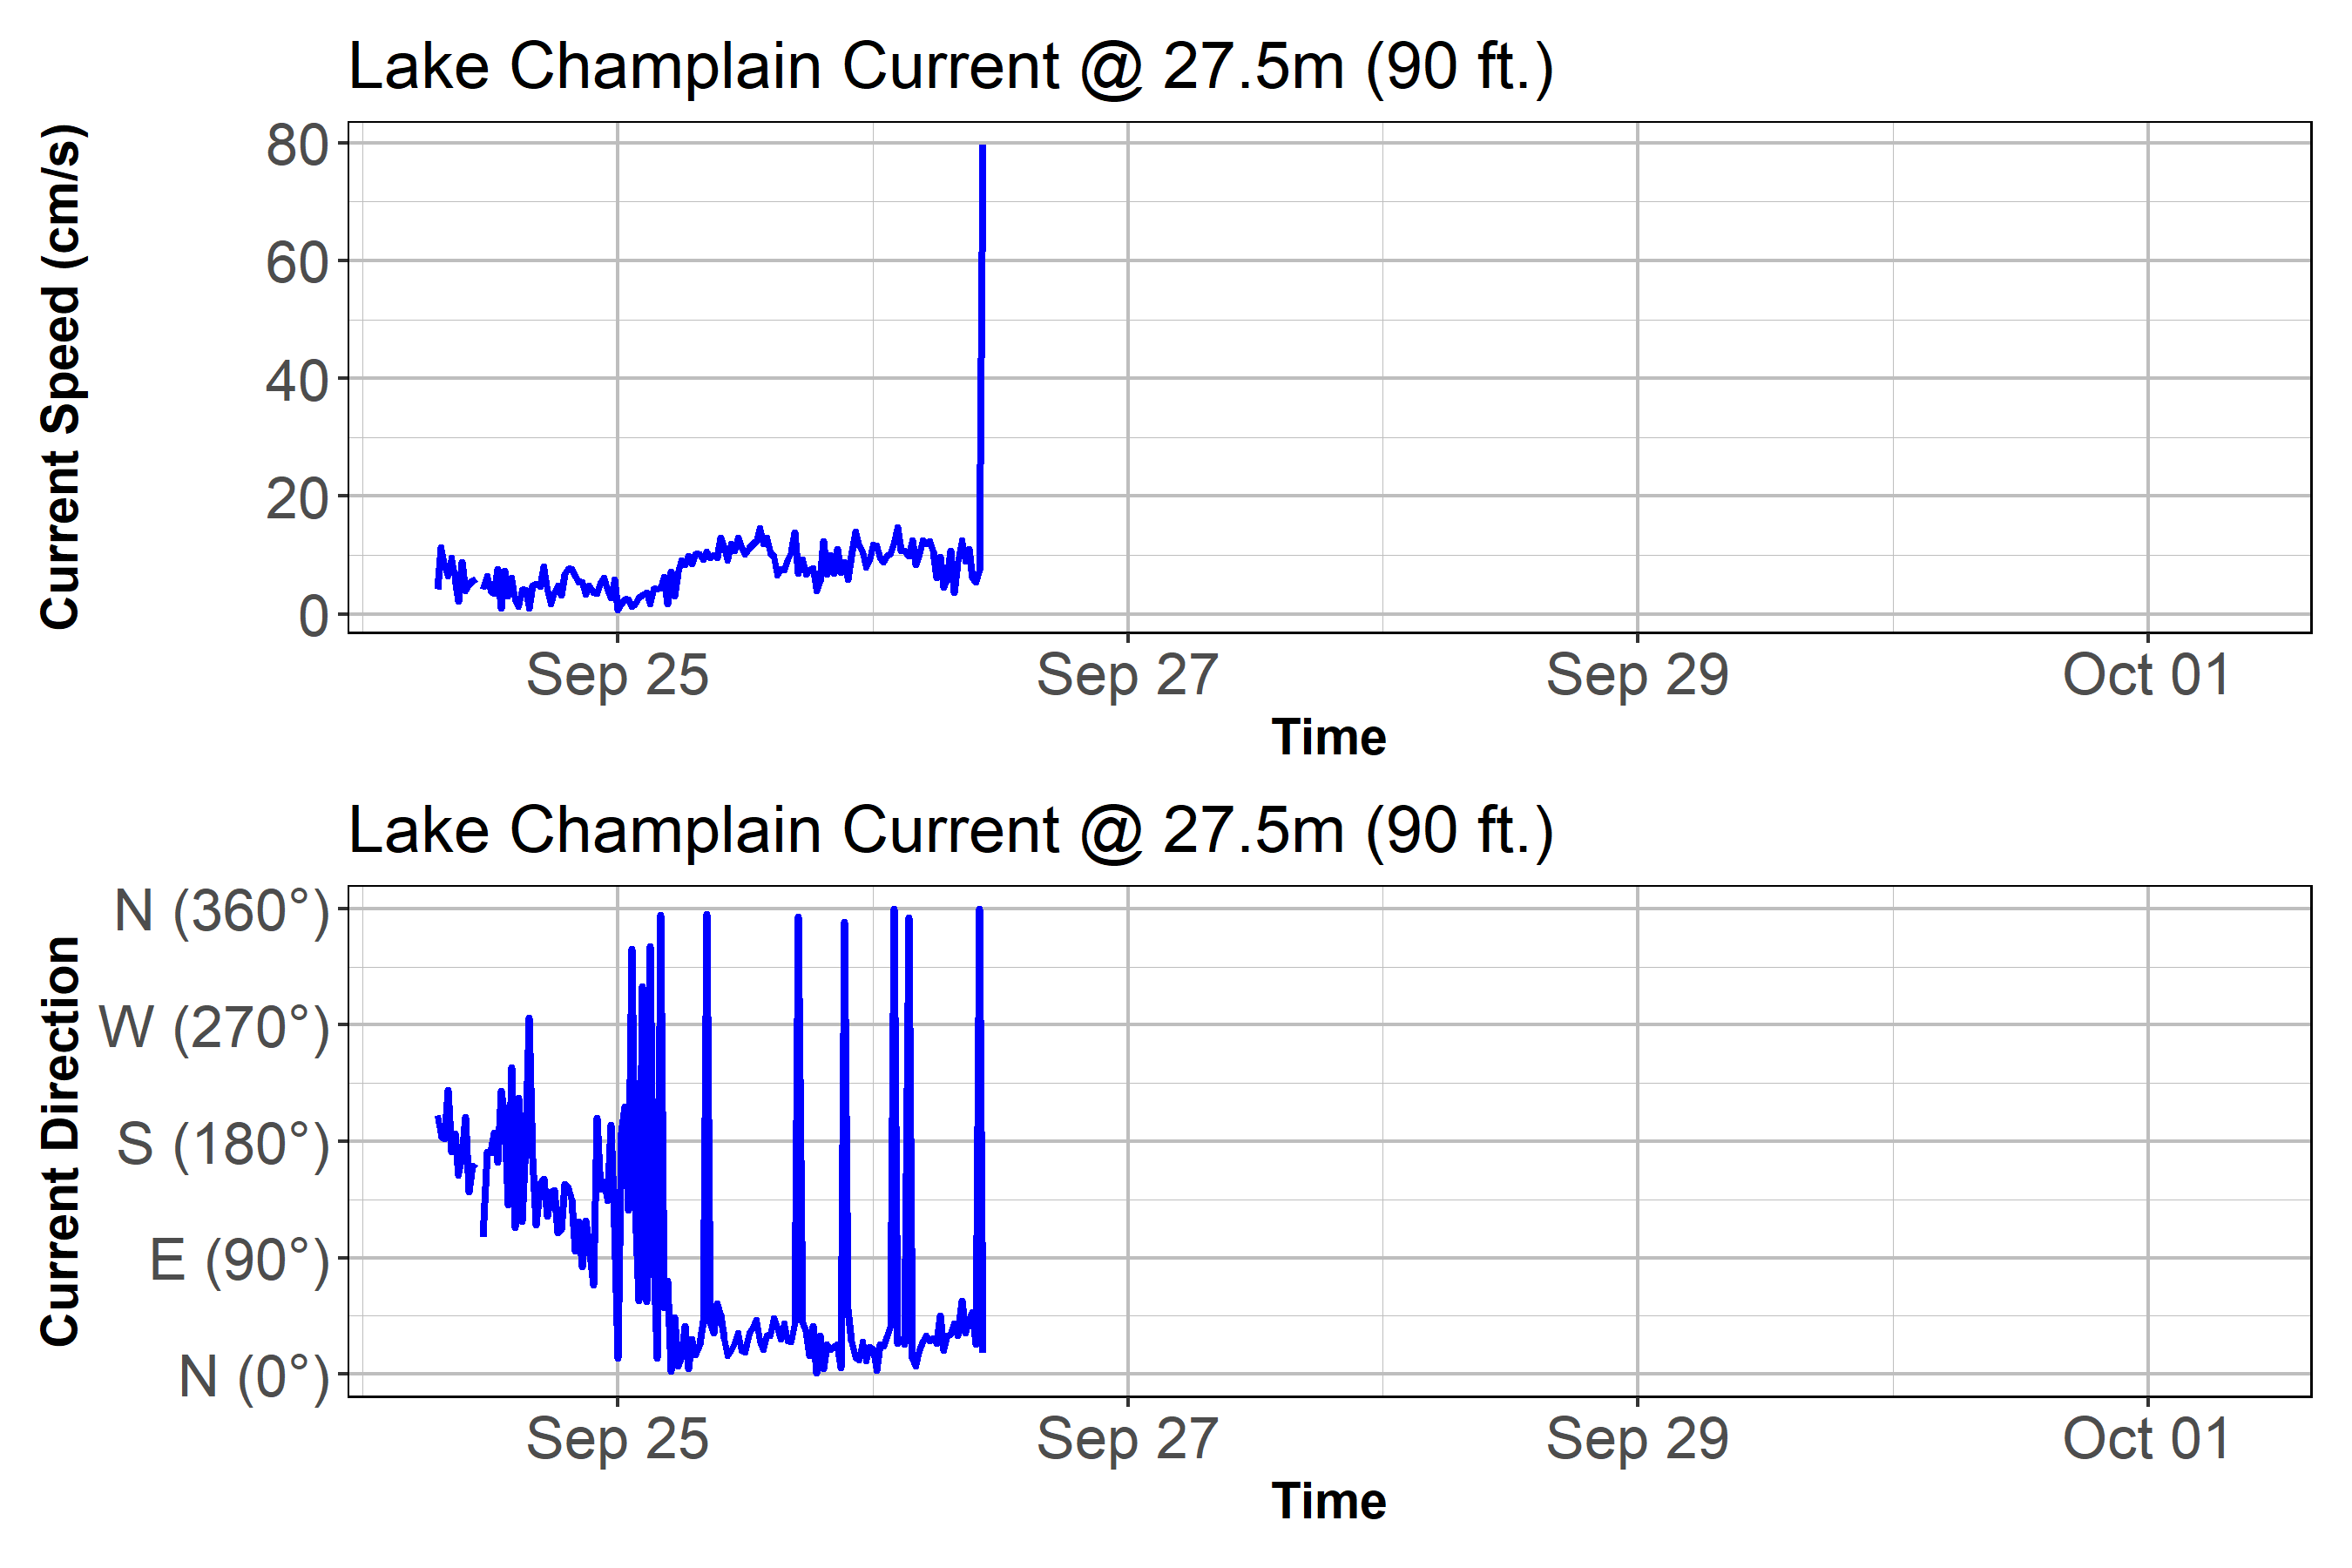 Lake Champlain Current @ 27.5m (90 ft.)
Current Speed (cm/s)
80
60
40
20
0
Sep 25
Sep 27
Sep 29
Oct 01
Time
Lake Champlain Current @ 27.5m (90 ft.)
Current Direction
N (360°)
W (270°)
S (180°)
E (90°)
N (0°)
Sep 25
Sep 27
Sep 29
Oct 01
Time